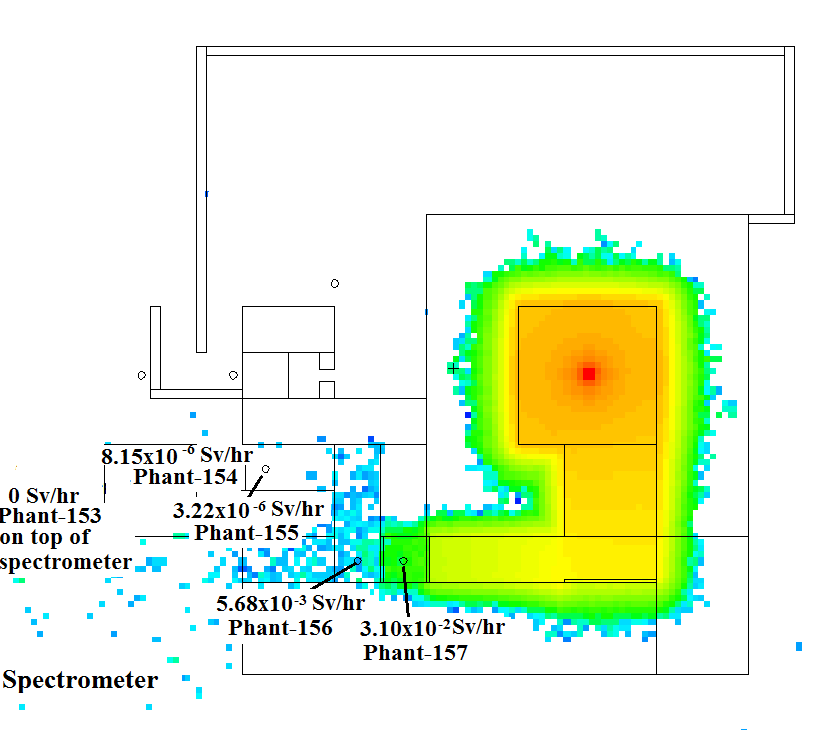 8.15x10-6 Sv/hr
Phant-154
0 Sv/hr
Phant-153
on top of
spectrometer
3.22x10-6 Sv/hr
Phant-155
5.68x10-3 Sv/hr
Phant-156
3.10x10-2Sv/hr
Phant-157
Spectrometer